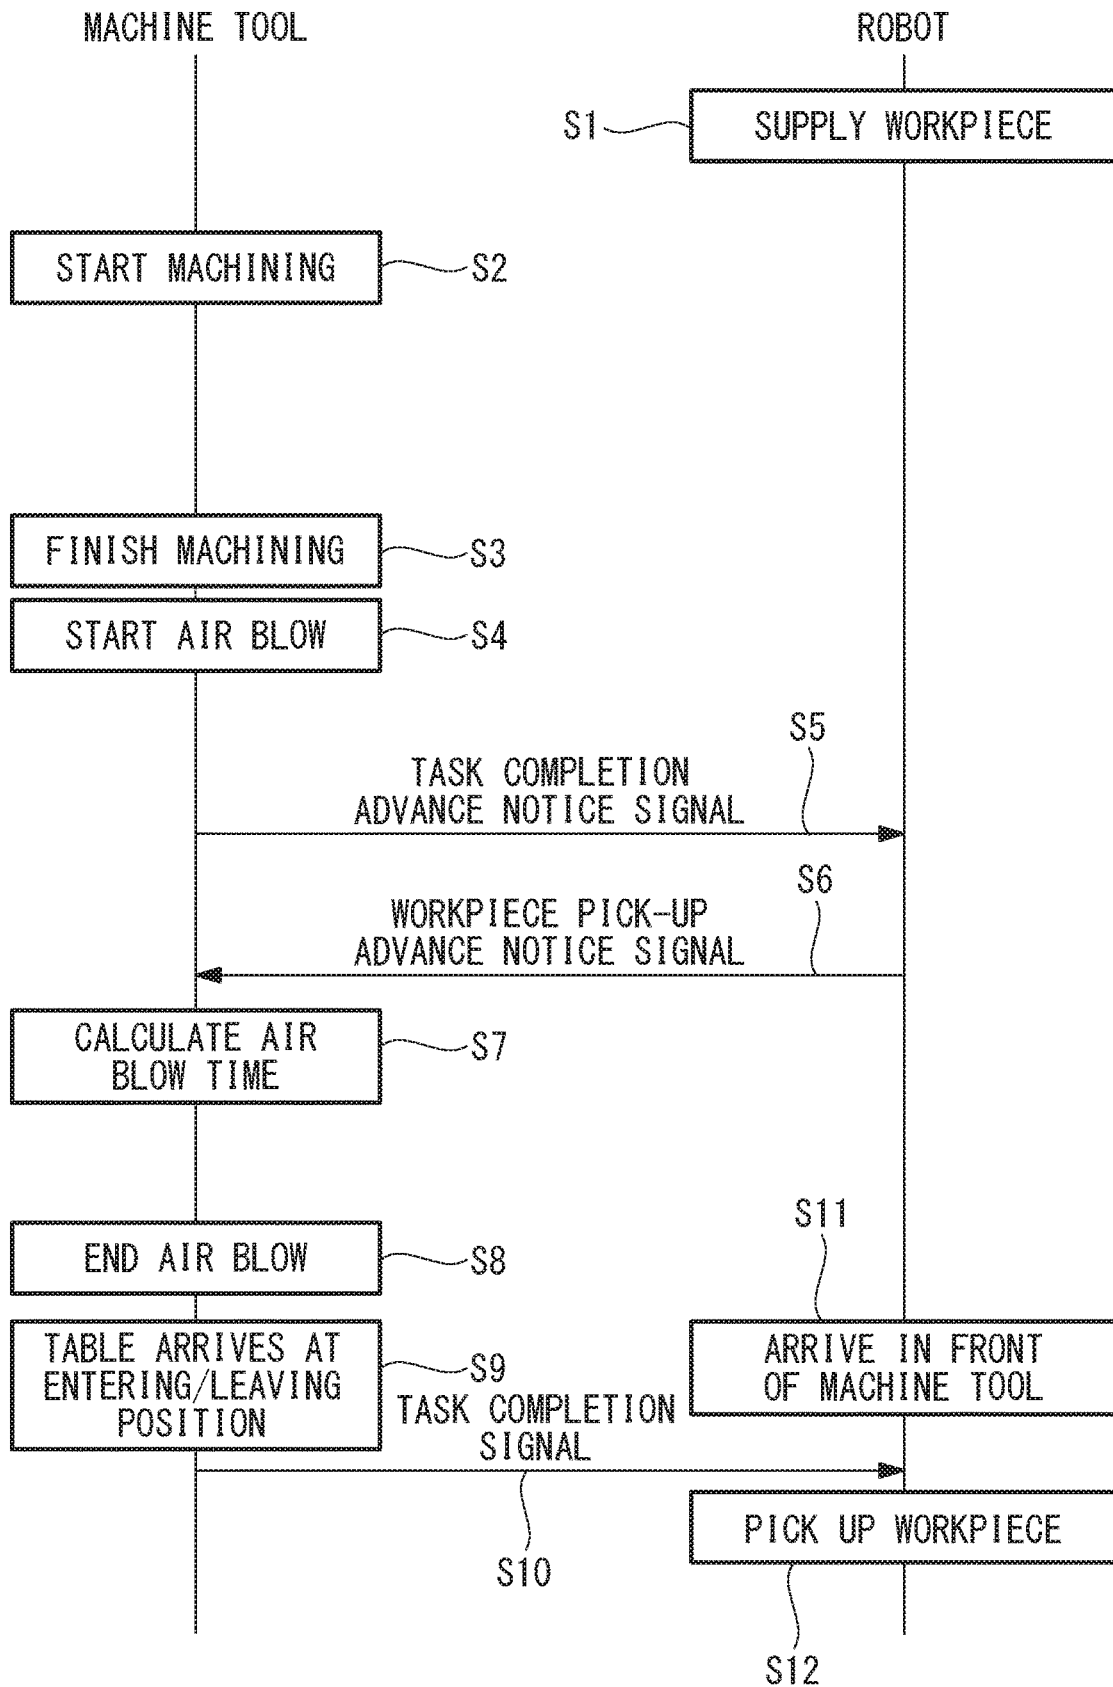 MACHINE TOOL
ROBOT
S1
SUPPLY WORKPIECE
START MACHINING
S2
FINISH MACHINING
S3
START AIR BLOW
S4
S5
TASK COMPLETION
ADVANCE NOTICE SIGNAL
S6
WORKPIECE PICK-UP
ADVANCE NOTICE SIGNAL
CALCULATE AIR
BLOW TIME
S7
S11
END AIR BLOW
S8
TABLE ARRIVES AT
ENTERING/LEAVING
POSITION
S9
ARRIVE IN FRONT
OF MACHINE TOOL
TASK COMPLETION
SIGNAL
S10
PICK UP WORKPIECE
S12